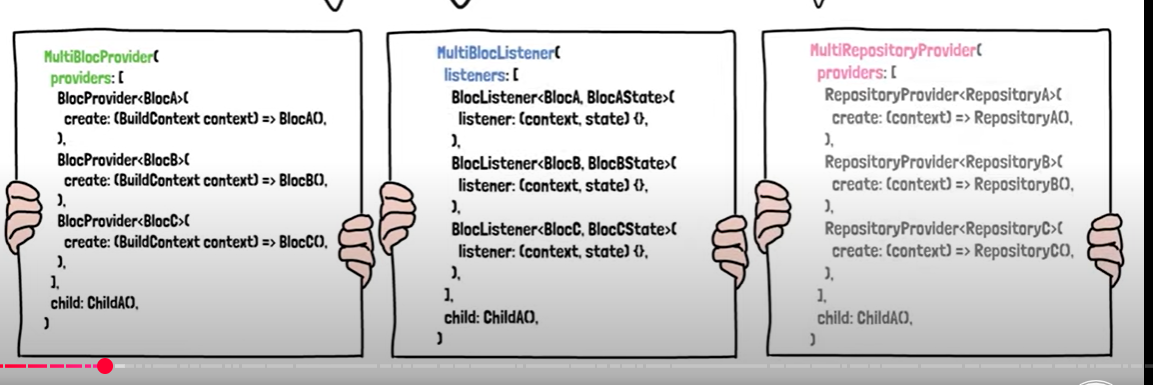 MultiBlocProvider(
providers: [
BlocProvider<BlocA>(
create: (BuildContext context) => BlocA(),
),
BlocProvider<BlocB>(
create: (BuildContext context) => BlocB(),
),
BlocProvider<BlocC>(
create: (BuildContext context) => BlocC(),
),
],
child: ChildA(),
)
MultiBlocListener(
listeners: [
BlocListener<BlocA, BlocAState>(
listener: (context, state) {},
),
BlocListener<BlocB, BlocBState>(
listener: (context, state) {},
),
BlocListener<BlocC, BlocCState>(
listener: (context, state) {},
),
],
child: ChildA(),
)
MultiRepositoryProvider(
providers: [
RepositoryProvider<RepositoryA>(
create: (context) => RepositoryA(),
),
RepositoryProvider<RepositoryB>(
create: (context) => RepositoryB(),
),
RepositoryProvider<RepositoryC>(
create: (context) => RepositoryC(),
),
],
child: ChildA(),
)